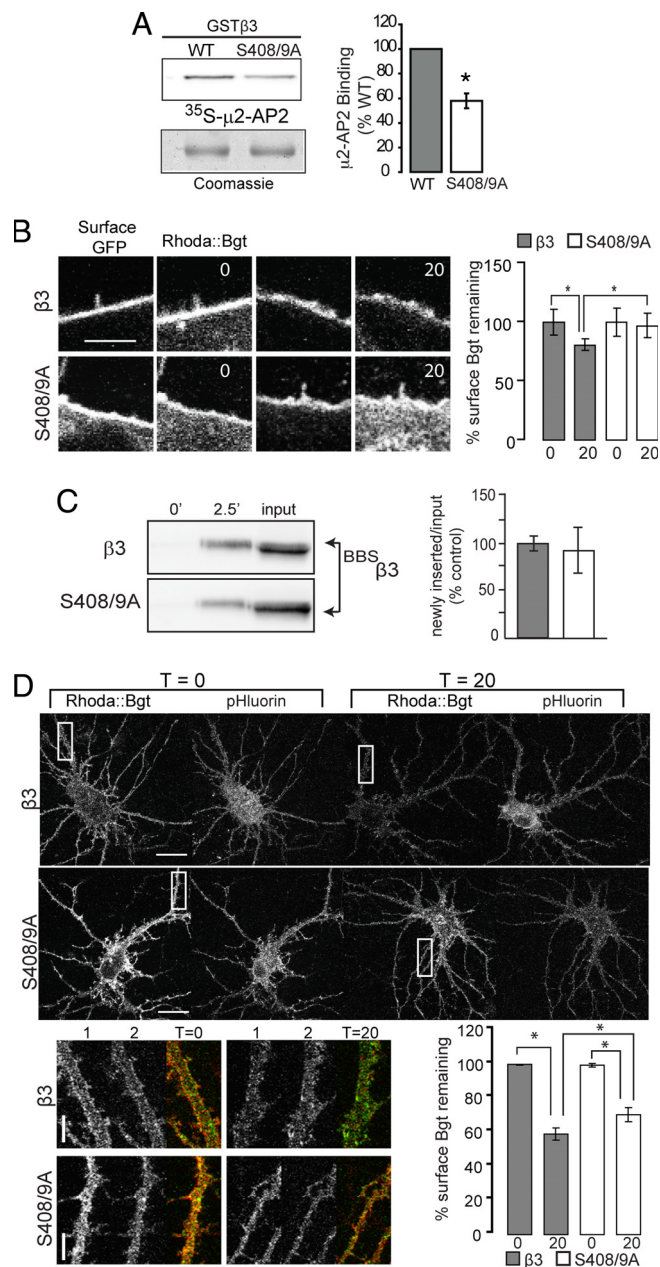 A
GSTβ3
WT S408/9A
35S-μ2-AP2
Coomassie
μ2-AP2 Binding
(% WT)
120
100
80
60
40
20
0
*
WT S408/9A
B
Surface
GFP
Rhoda::Bgt
β3
0 20
S408/9A
0 20
β3 S408/9A
% surface Bgt remaining
150
100
50
0
* *
0 20 0 20
C
0' 2.5' input
β3
S408/9A
BBS β3
newly inserted/input
(% control)
150
100
50
0
D
T = 0 T = 20
Rhoda::Bgt pHluorin Rhoda::Bgt pHluorin
β3
S408/9A
1 2 T=0 1 2 T=20
β3
S408/9A
% surface Bgt remaining
100
80
60
40
20
0
* * *
0 20 0 20
β3 S408/9A